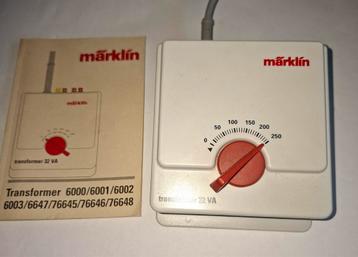 märklin
märklin
transformer 32 VA
Transformer 6000/6001/6002
6003/6647/76645/76646/76648
märklin
0 50 100 150 200 250
transformer 32 VA